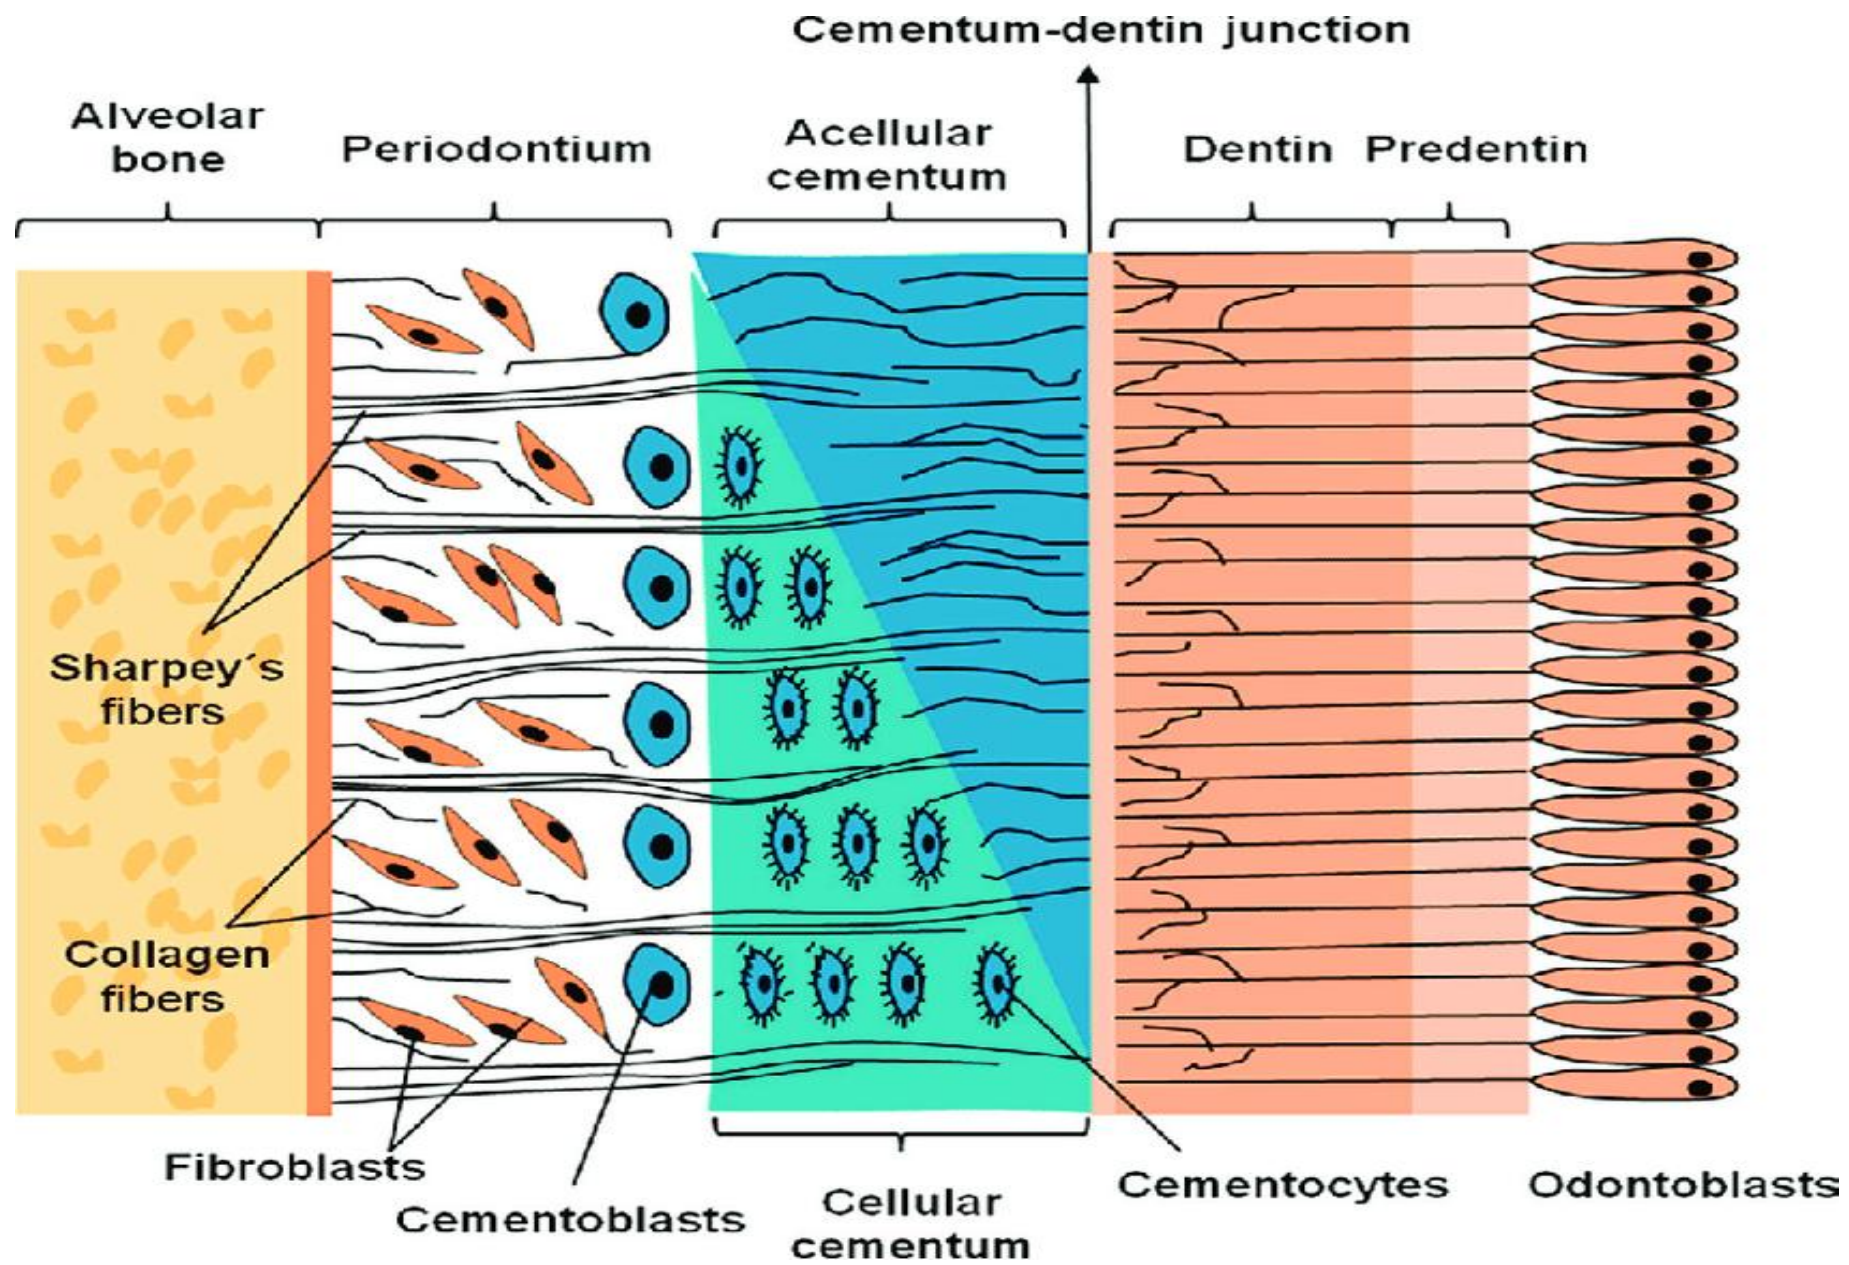 Cementum-dentin junction
Alveolar
bone
Periodontium
Acellular
cementum
Dentin
Predentin
Sharpey´s
fibers
Collagen
fibers
Fibroblasts
Cementoblasts
Cellular
cementum
Cementocytes
Odontoblasts